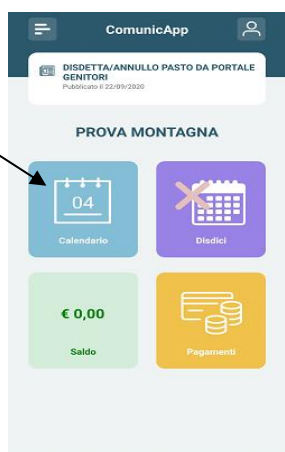 ComunicApp
DISDETTA/ANNULLO PASTO DA PORTALE
GENITORI
Pubblicato il 22/09/2020
PROVA MONTAGNA
04
Calendario
Disdici
€ 0,00
Saldo
Pagamenti